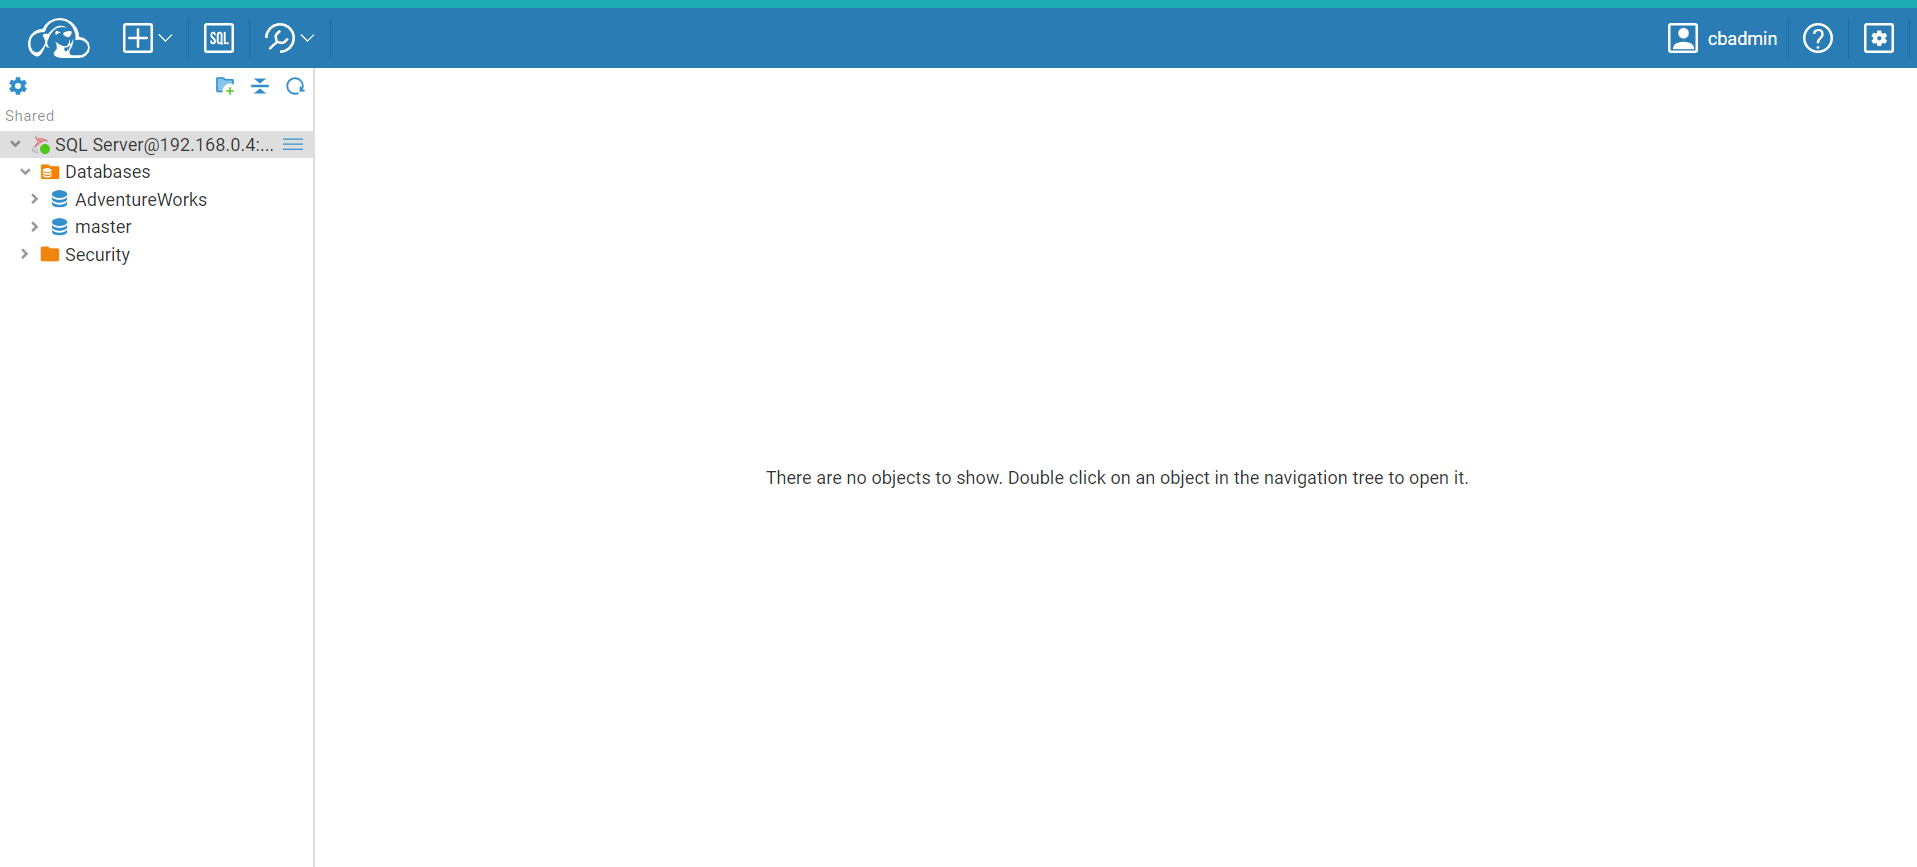 SQL
cbadmin
Shared
SQL Server@192.168.0.4:...
Databases
AdventureWorks
master
Security
There are no objects to show. Double click on an object in the navigation tree to open it.